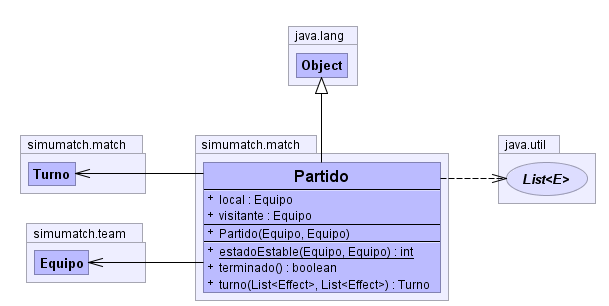 java.lang
Object
simumatch.match
Turno
simumatch.match
Partido
+ local : Equipo
+ visitante : Equipo
+ Partido(Equipo, Equipo)
+ estadoEstable(Equipo, Equipo) : int
+ terminado() : boolean
+ turno(List<Effect>, List<Effect>) : Turno
java.util
List<E>
simumatch.team
Equipo